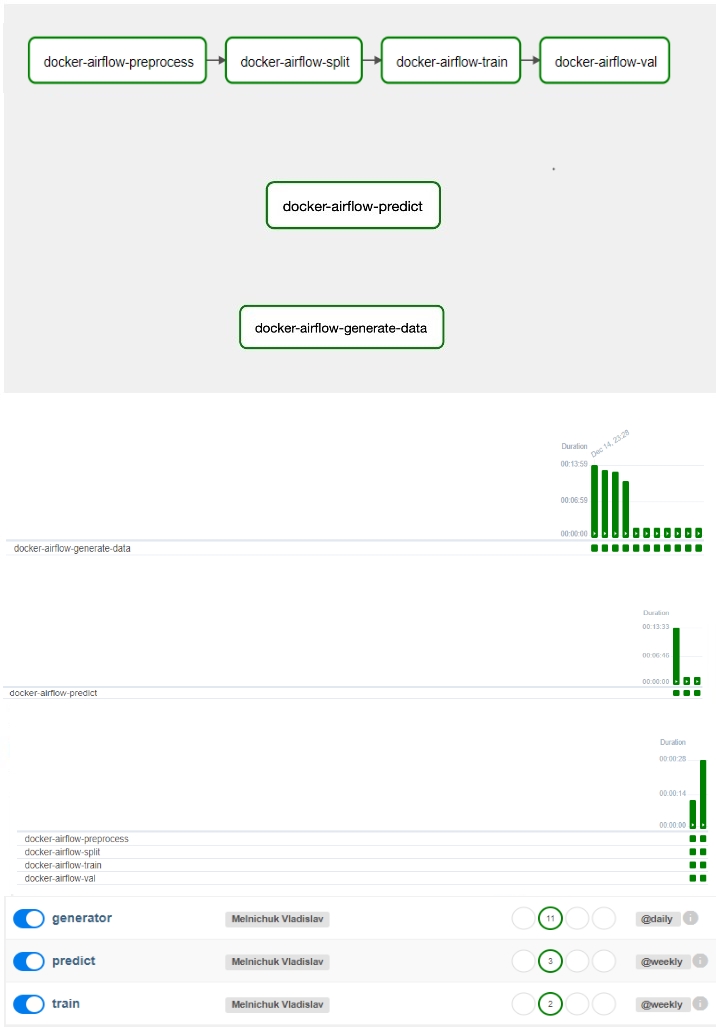 docker-airflow-preprocess docker-airflow-split docker-airflow-train docker-airflow-val
docker-airflow-predict
docker-airflow-generate-data
Dec 14, 23:28
Duration
00:13:59
00:06:59
00:00:00
docker-airflow-generate-data
Duration
00:13:33
00:06:46
00:00:00
docker-airflow-predict
Duration
00:00:28
00:00:14
00:00:00
docker-airflow-preprocess
docker-airflow-split
docker-airflow-train
docker-airflow-val
generator Melnichuk Vladislav 11 @daily i
predict Melnichuk Vladislav 3 @weekly i
train Melnichuk Vladislav 2 @weekly i